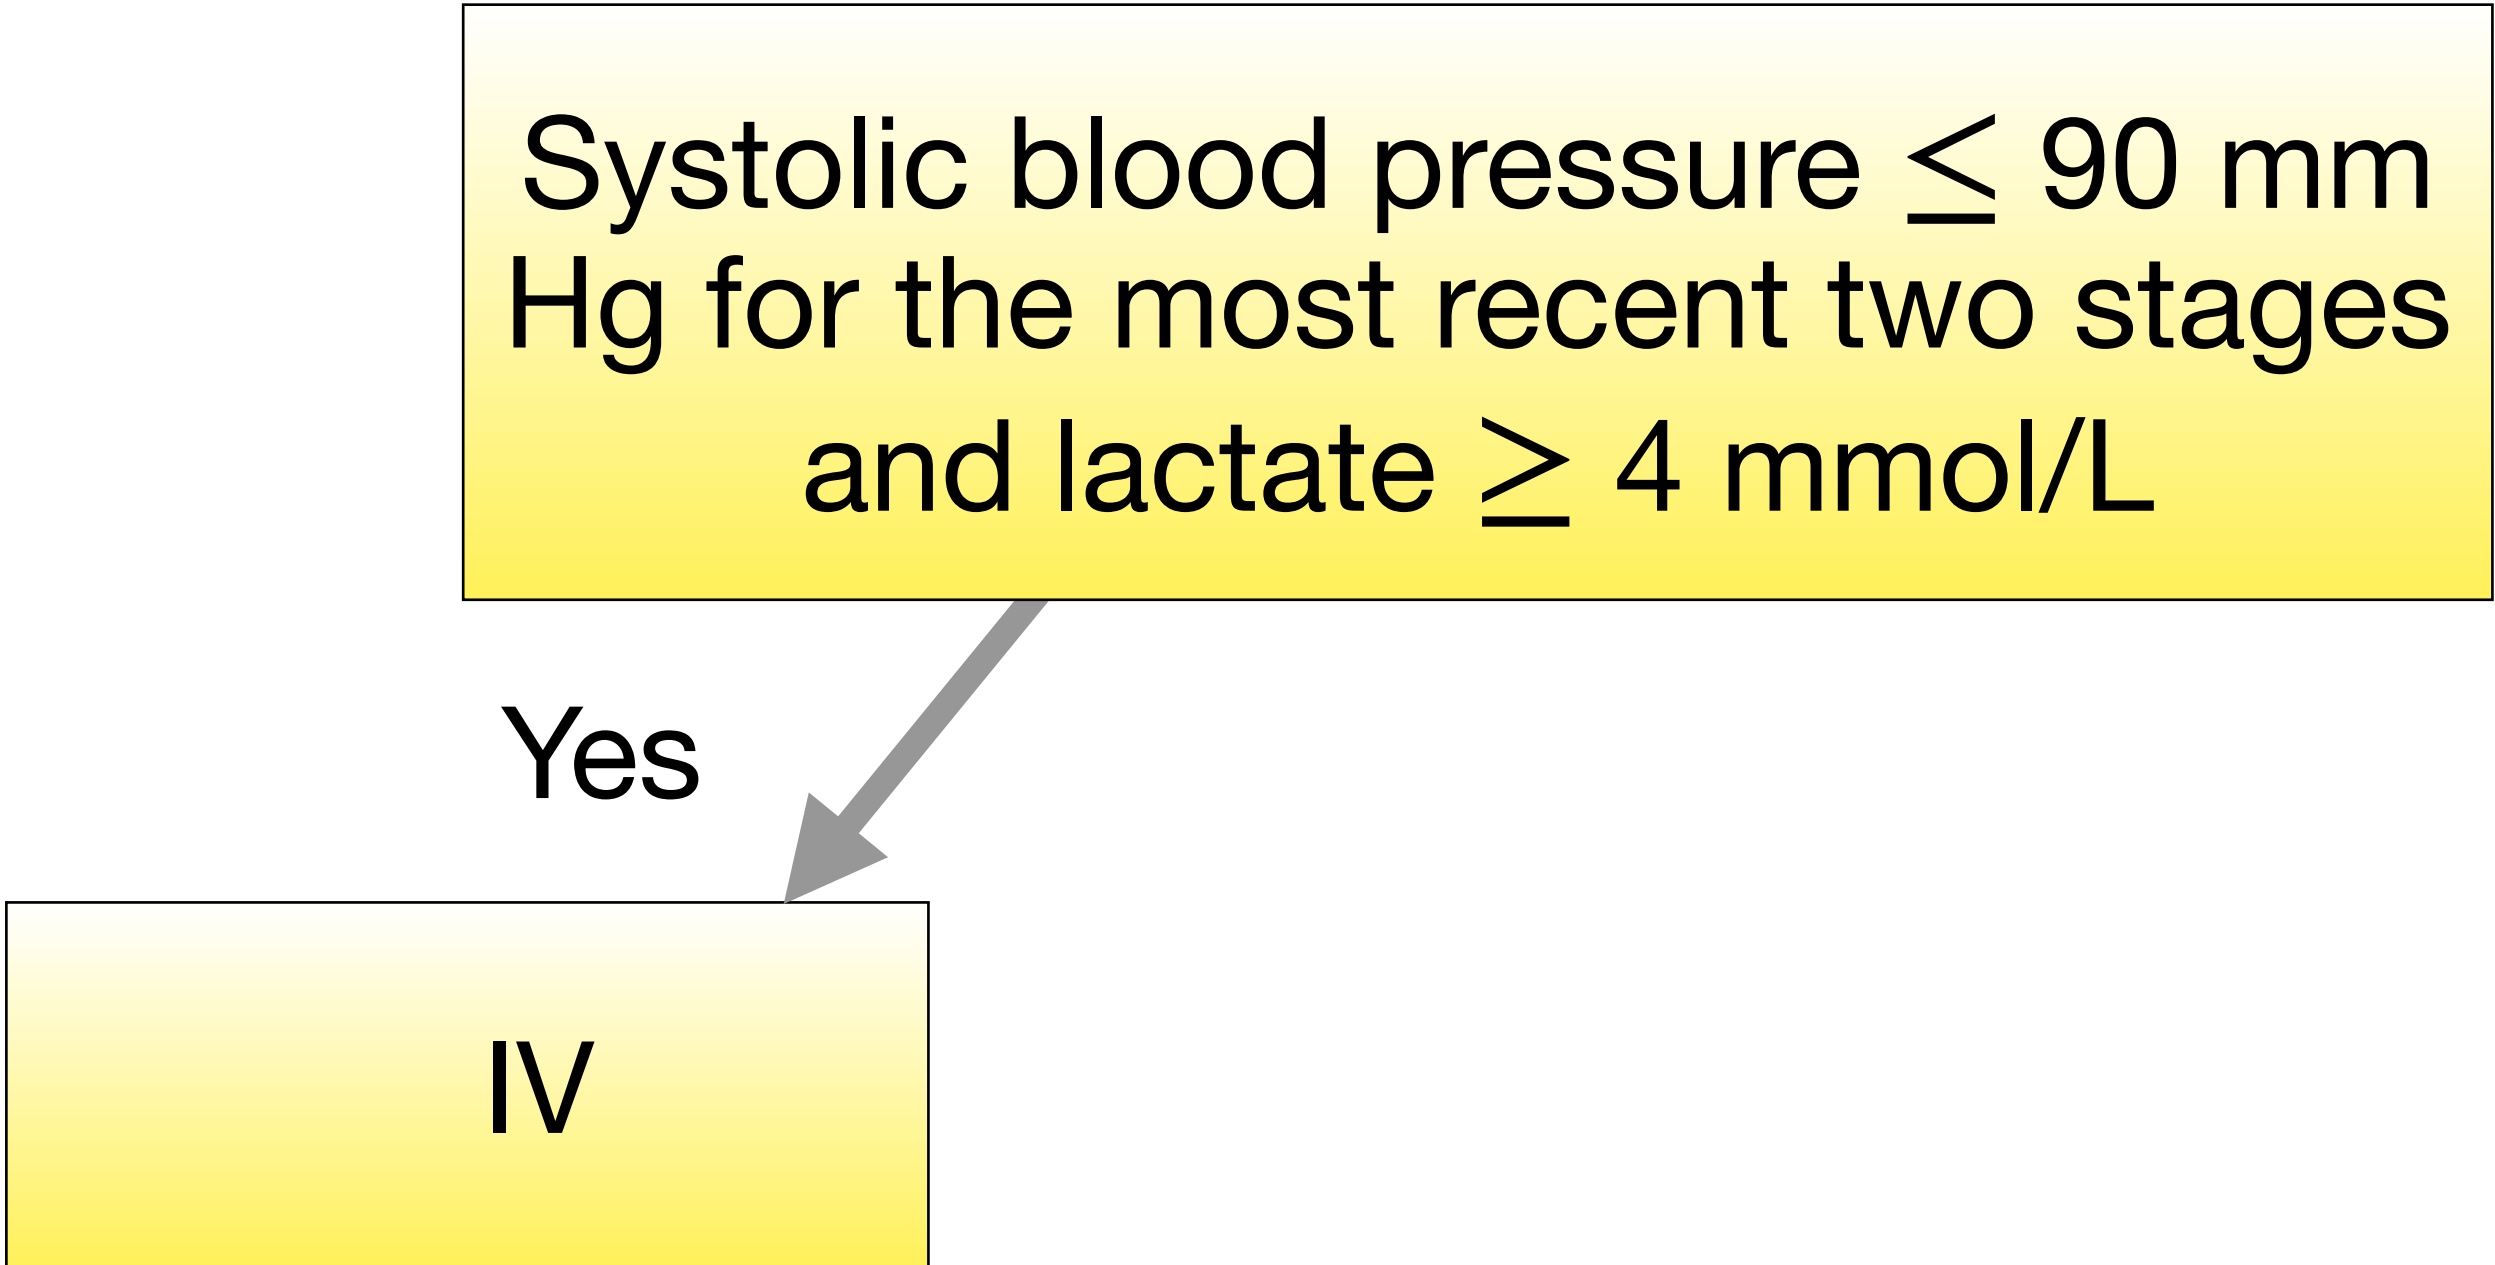 Systolic blood pressure ≤ 90 mm
Hg for the most recent two stages
and lactate ≥ 4 mmol/L
Yes
IV